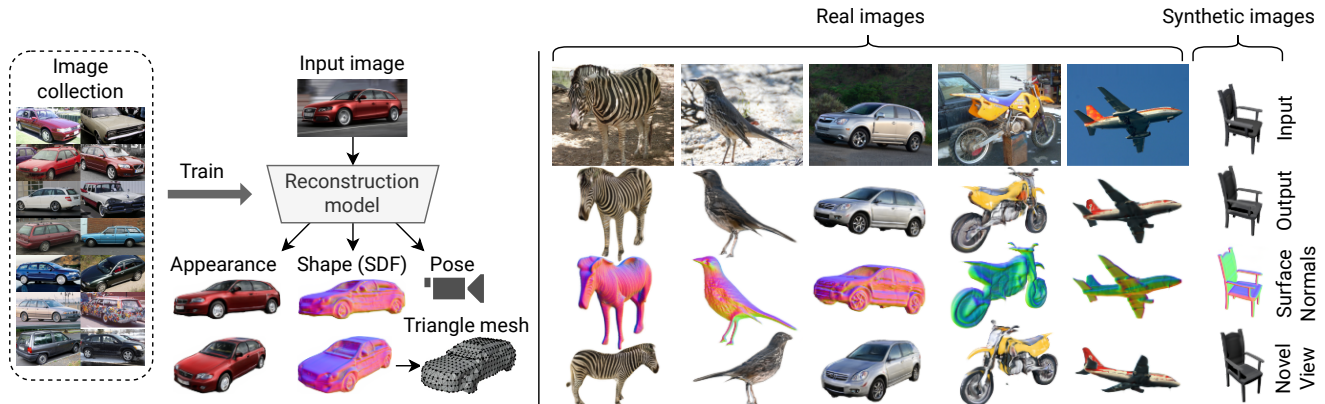 Image
collection
Train
Input image
Reconstruction
model
Appearance
Shape (SDF)
Pose
Triangle mesh
Real images
Synthetic images
Input
Output
Surface
Normals
Novel
View